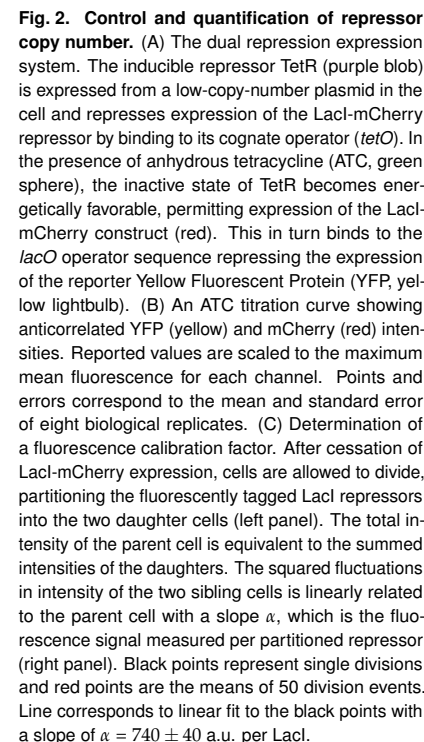 Fig. 2. Control and quantification of repressor
copy number. (A) The dual repression expression
system. The inducible repressor TetR (purple blob)
is expressed from a low-copy-number plasmid in the
cell and represses expression of the LacI-mCherry
repressor by binding to its cognate operator (tetO). In
the presence of anhydrous tetracycline (ATC, green
sphere), the inactive state of TetR becomes ener-
getically favorable, permitting expression of the LacI-
mCherry construct (red). This in turn binds to the
lacO operator sequence repressing the expression
of the reporter Yellow Fluorescent Protein (YFP, yel-
low lightbulb). (B) An ATC titration curve showing
anticorrelated YFP (yellow) and mCherry (red) inten-
sities. Reported values are scaled to the maximum
mean fluorescence for each channel. Points and
errors correspond to the mean and standard error
of eight biological replicates. (C) Determination of
a fluorescence calibration factor. After cessation of
LacI-mCherry expression, cells are allowed to divide,
partitioning the fluorescently tagged LacI repressors
into the two daughter cells (left panel). The total in-
tensity of the parent cell is equivalent to the summed
intensities of the daughters. The squared fluctuations
in intensity of the two sibling cells is linearly related
to the parent cell with a slope α, which is the fluo-
rescence signal measured per partitioned repressor
(right panel). Black points represent single divisions
and red points are the means of 50 division events.
Line corresponds to linear fit to the black points with
a slope of α = 740 ± 40 a.u. per LacI.